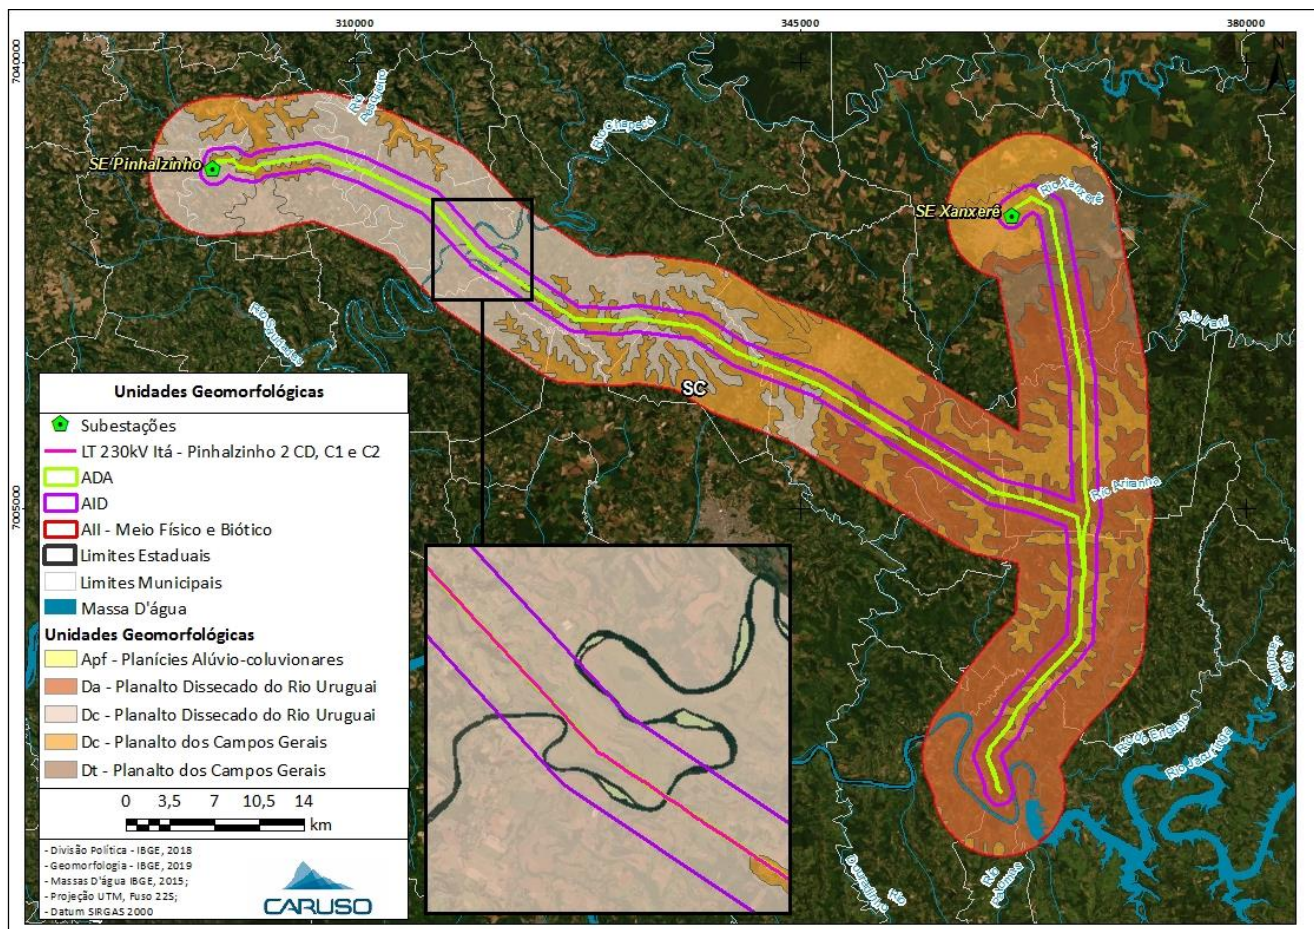 310000
345000
380000
7040000
7005000
N
Rio Chapecó
SE Pinhalzinho
Rio Xanxerê
SE Xanxerê
Rio Irani
SC
Rio Ariranha
Rio do Engano
Rio Jacutinga
Rio
Palomas
Unidades Geomorfológicas
Subestações
LT 230kV Itá - Pinhalzinho 2 CD, C1 e C2
ADA
AID
AII - Meio Físico e Biótico
Limites Estaduais
Limites Municipais
Massa D'água
Unidades Geomorfológicas
Apf - Planícies Alúvio-coluvionares
Da - Planalto Dissecado do Rio Uruguai
Dc - Planalto Dissecado do Rio Uruguai
Dc - Planalto dos Campos Gerais
Dt - Planalto dos Campos Gerais
0 3,5 7 10,5 14
km
- Divisão Política - IBGE, 2018
- Geomorfologia - IBGE, 2019
- Massas D'água IBGE, 2015;
- Projeção UTM, Fuso 22S;
- Datum SIRGAS 2000
CARUSO